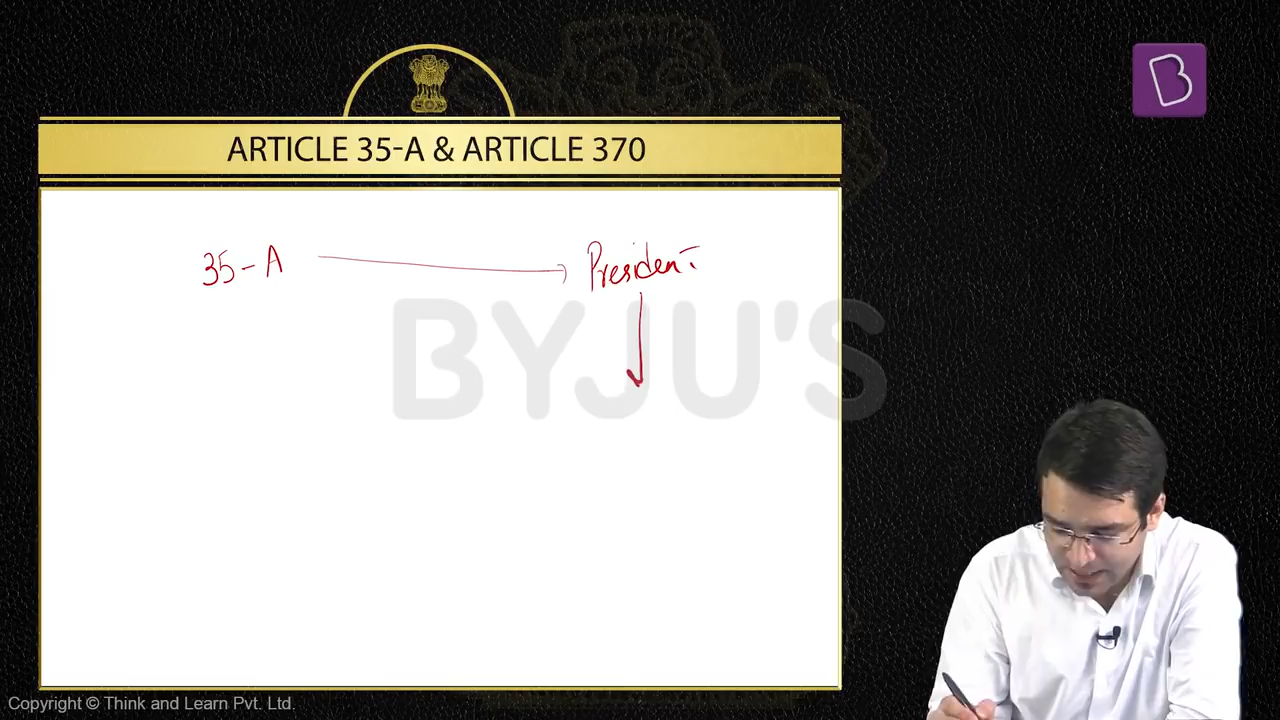 ARTICLE 35-A & ARTICLE 370
35-A → President
BYJU'S
Copyright © Think and Learn Pvt. Ltd.